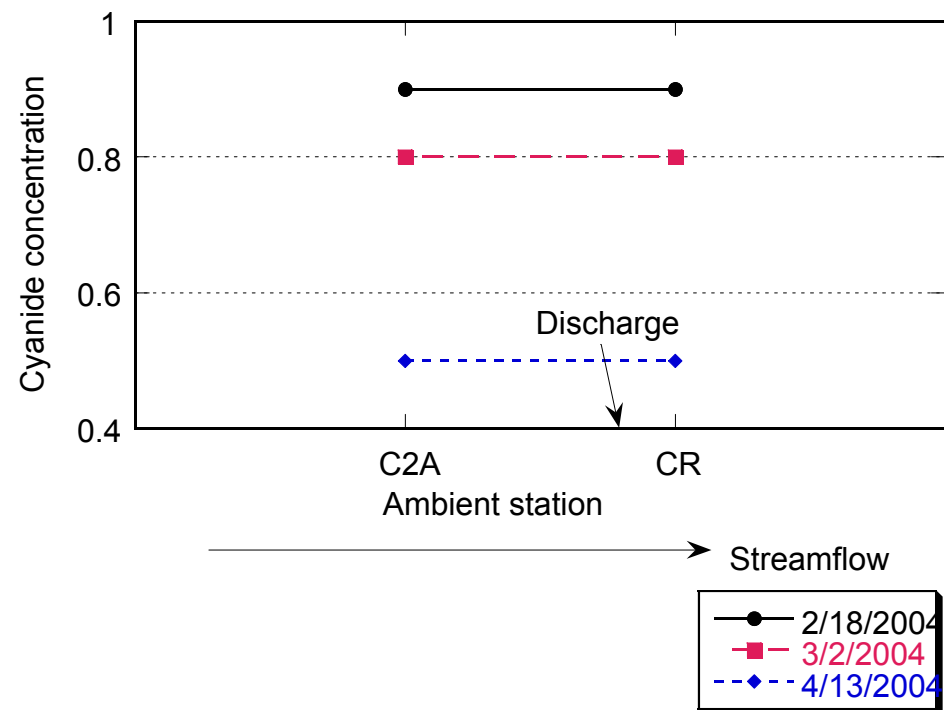 1
0.8
0.6
0.4
Cyanide concentration
Discharge
C2A CR
Ambient station
Streamflow
2/18/2004
3/2/2004
4/13/2004